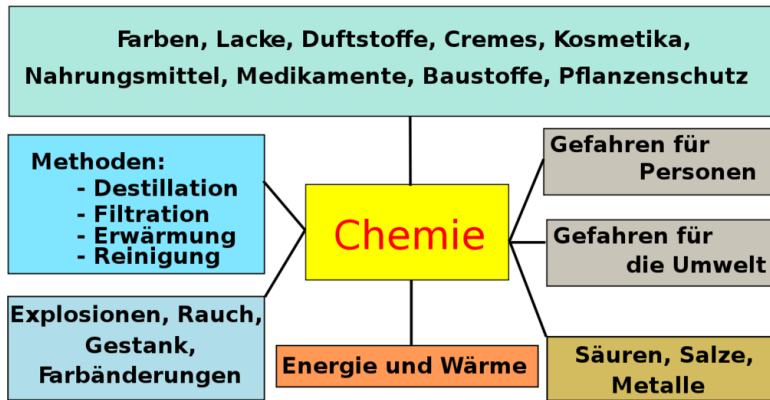 Farben, Lacke, Duftstoffe, Cremes, Kosmetika,
Nahrungsmittel, Medikamente, Baustoffe, Pflanzenschutz
Methoden:
- Destillation
- Filtration
- Erwärmung
- Reinigung
Chemie
Gefahren für
Personen
Gefahren für
die Umwelt
Explosionen, Rauch,
Gestank,
Farbänderungen
Energie und Wärme
Säuren, Salze,
Metalle